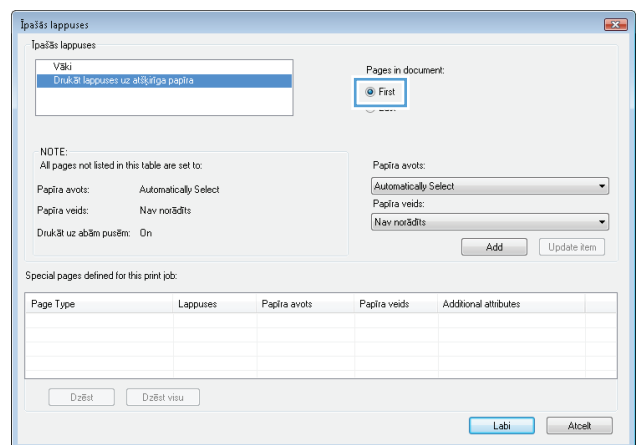 Īpašās lappuses
Īpašās lappuses
Vāki
Drukāt lappuses uz atšķirīga papīra
Pages in document:
First
NOTE:
All pages not listed in this table are set to:
Papīra avots: Automatically Select
Papīra veids: Nav norādīts
Drukāt uz abām pusēm: On
Papīra avots:
Automatically Select
Papīra veids:
Nav norādīts
Add Update item
Special pages defined for this print job:
Page Type Lappuses Papīra avots Papīra veids Additional attributes
Dzēst Dzēst visu
Labi Atcelt